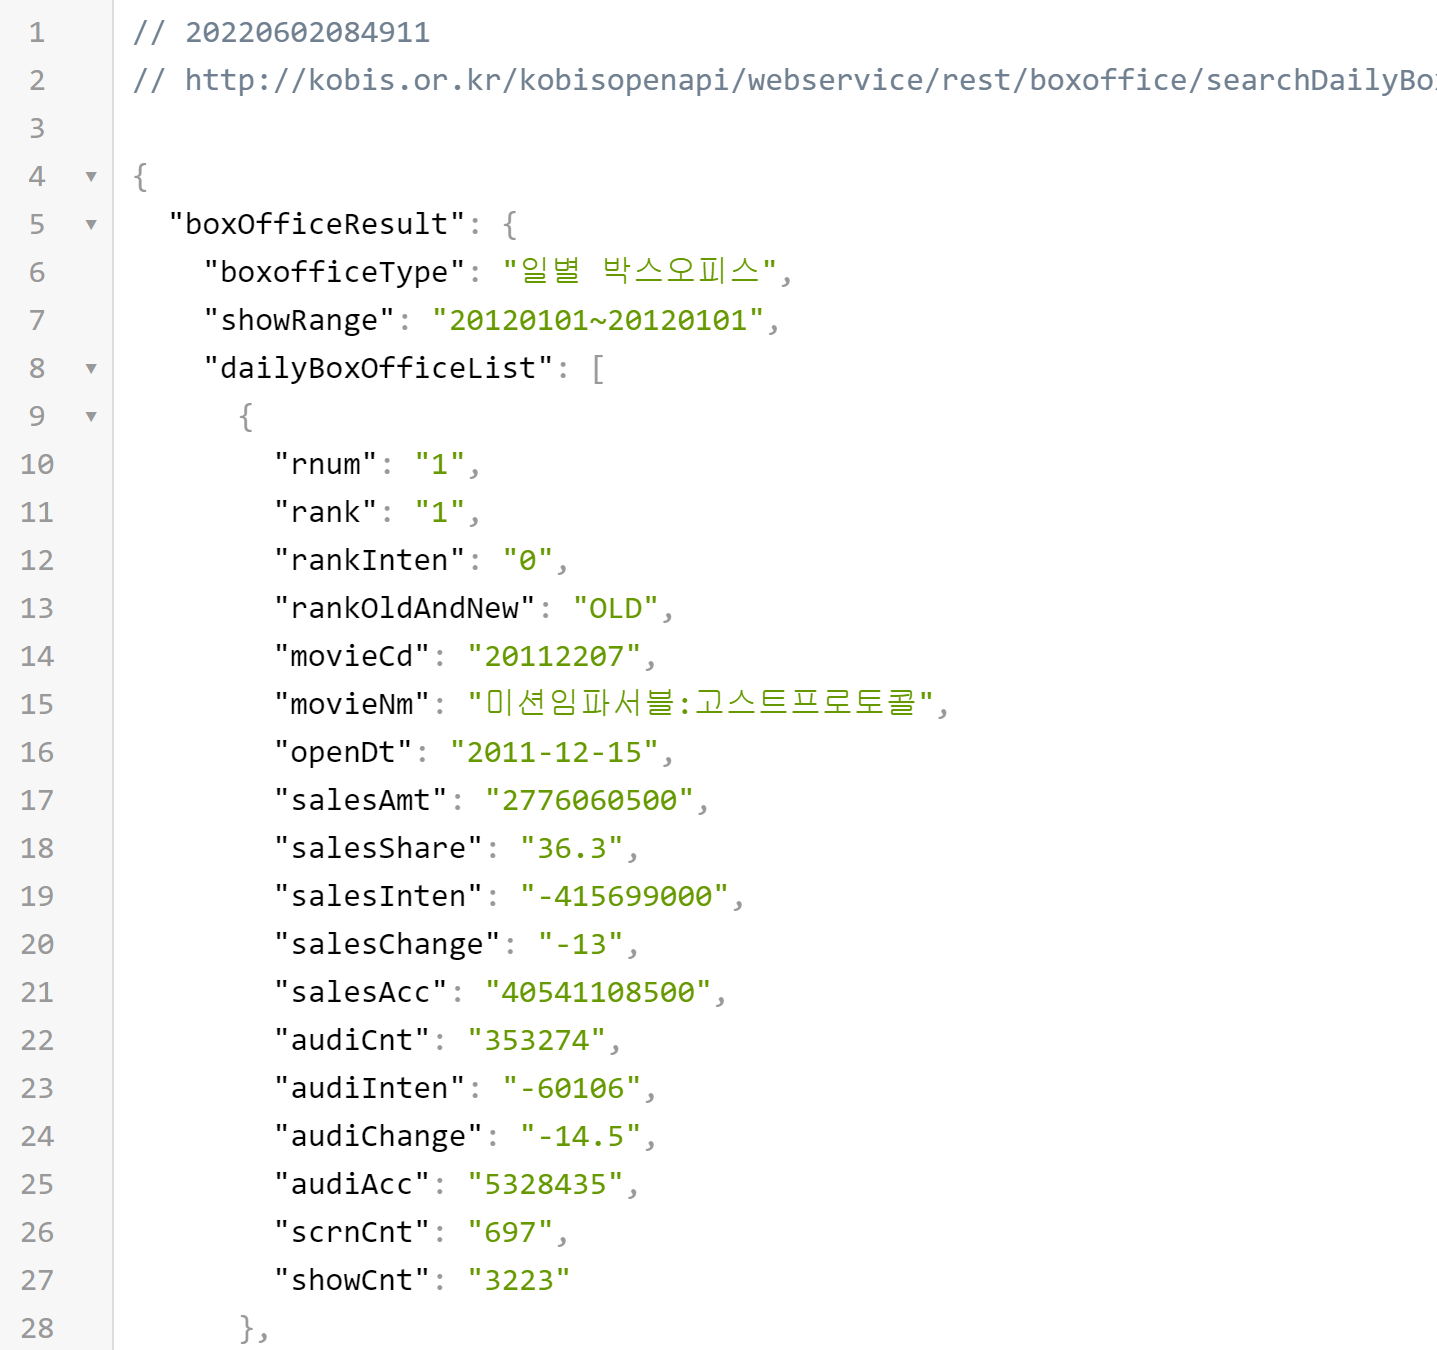 1 // 20220602084911
2 // http://kobis.or.kr/kobisopenapi/webservice/rest/boxoffice/searchDailyBo
3
4 ▼ {
5 ▼ "boxOfficeResult": {
6 "boxofficeType": "일별 박스오피스",
7 "showRange": "20120101~20120101",
8 ▼ "dailyBoxOfficeList": [
9 ▼ {
10 "rnum": "1",
11 "rank": "1",
12 "rankInten": "0",
13 "rankOldAndNew": "OLD",
14 "movieCd": "20112207",
15 "movieNm": "미션임파서블:고스트프로토콜",
16 "openDt": "2011-12-15",
17 "salesAmt": "2776060500",
18 "salesShare": "36.3",
19 "salesInten": "-415699000",
20 "salesChange": "-13",
21 "salesAcc": "40541108500",
22 "audiCnt": "353274",
23 "audiInten": "-60106",
24 "audiChange": "-14.5",
25 "audiAcc": "5328435",
26 "scrnCnt": "697",
27 "showCnt": "3223"
28 },